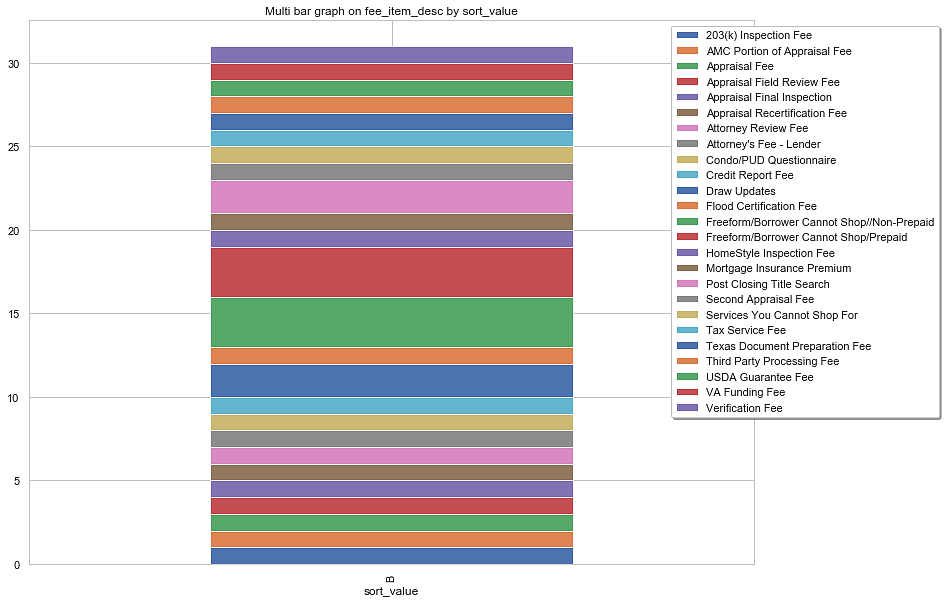 Multi bar graph on fee_item_desc by sort_value
30
25
20
15
10
5
0
B
sort_value
203(k) Inspection Fee
AMC Portion of Appraisal Fee
Appraisal Fee
Appraisal Field Review Fee
Appraisal Final Inspection
Appraisal Recertification Fee
Attorney Review Fee
Attorney's Fee - Lender
Condo/PUD Questionnaire
Credit Report Fee
Draw Updates
Flood Certification Fee
Freeform/Borrower Cannot Shop//Non-Prepaid
Freeform/Borrower Cannot Shop/Prepaid
HomeStyle Inspection Fee
Mortgage Insurance Premium
Post Closing Title Search
Second Appraisal Fee
Services You Cannot Shop For
Tax Service Fee
Texas Document Preparation Fee
Third Party Processing Fee
USDA Guarantee Fee
VA Funding Fee
Verification Fee